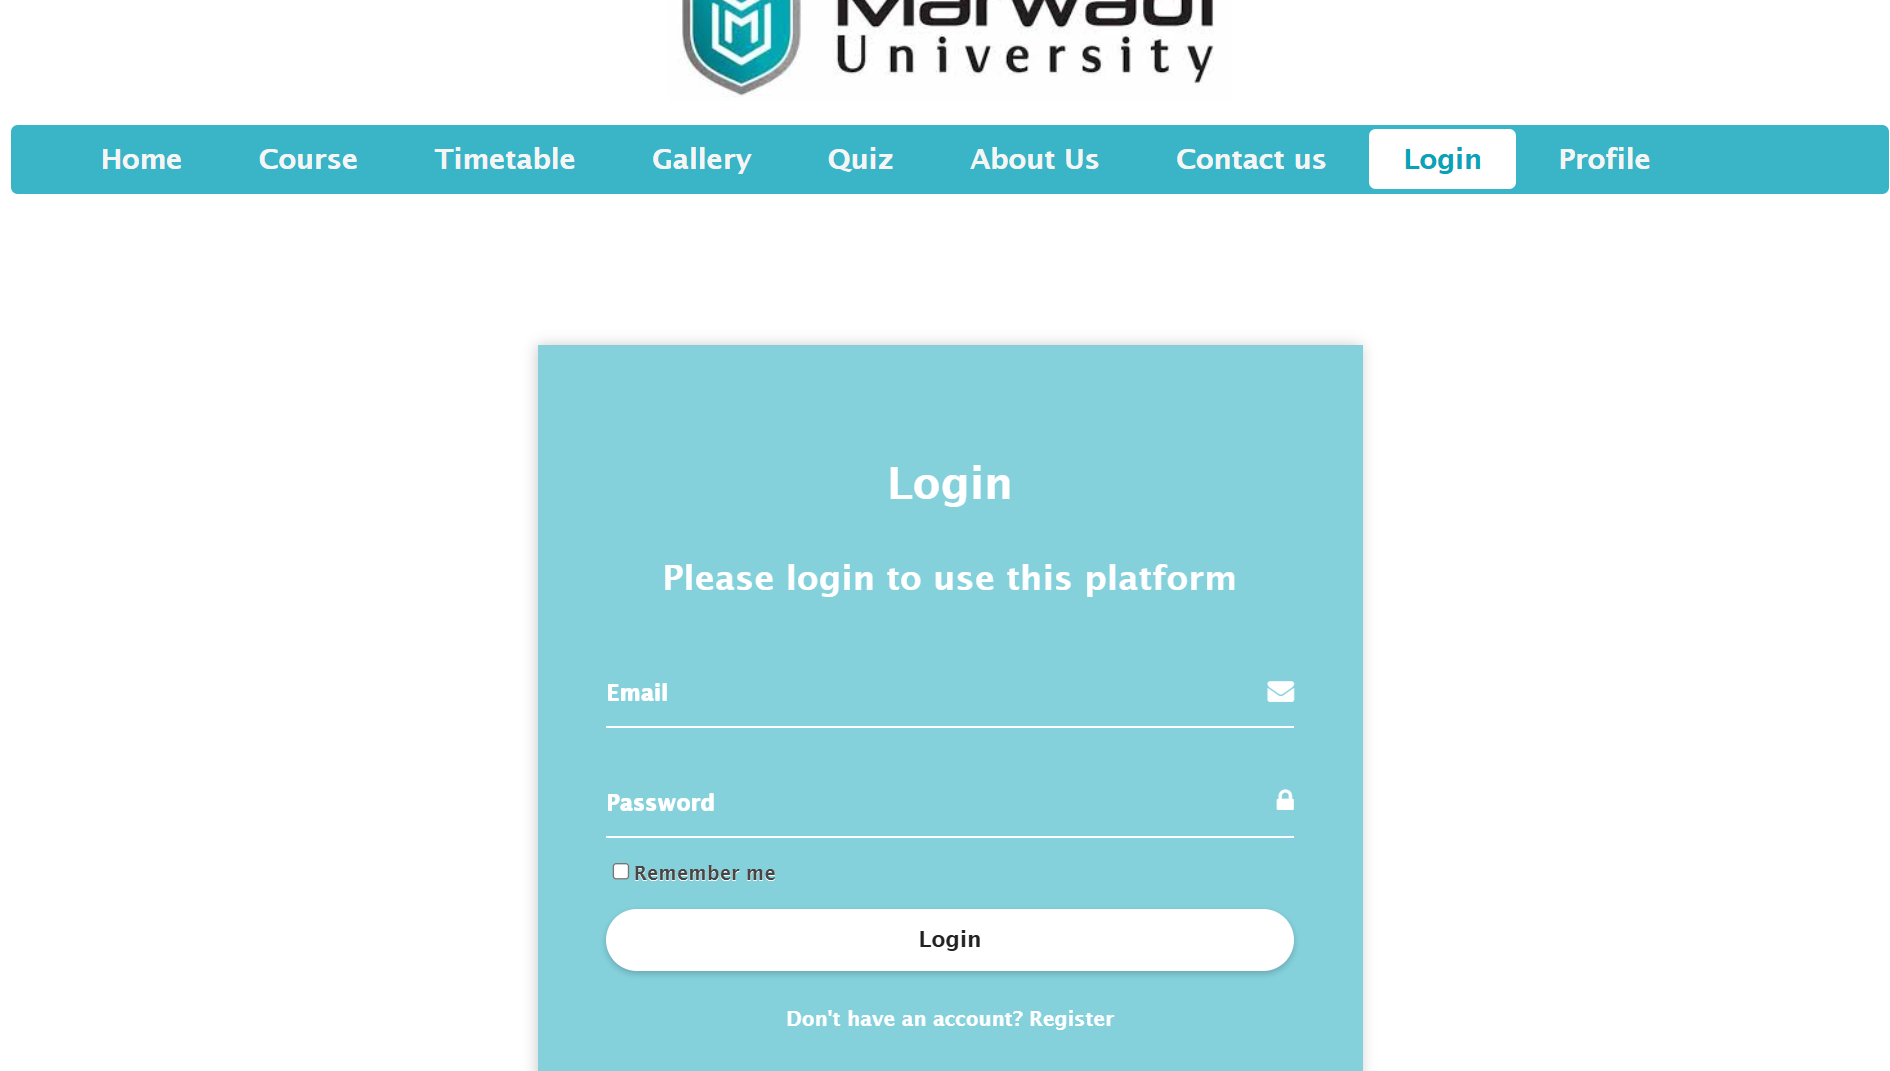 Marwadi
University
Home Course Timetable Gallery Quiz About Us Contact us Login Profile
Login
Please login to use this platform
Email
Password
Remember me
Login
Don't have an account? Register